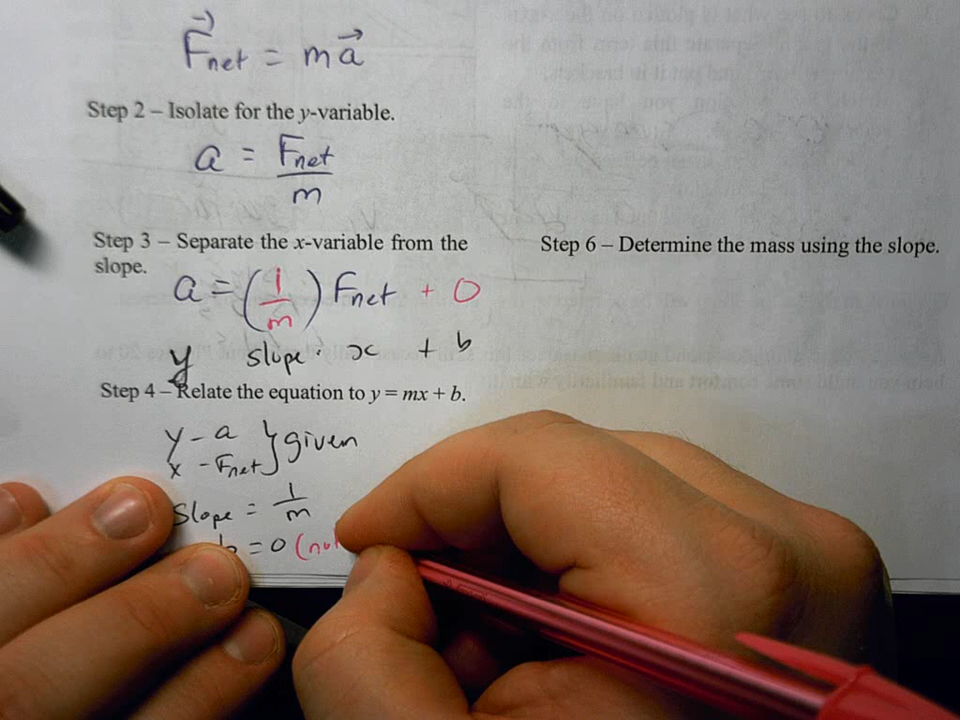 F⃗net = ma⃗
Step 2 – Isolate for the y-variable.
a = Fnet/m
Step 3 – Separate the x-variable from the
slope.
a = (1/m) Fnet + 0
y slope · x + b
Step 4 – Relate the equation to y = mx + b.
y - a } given
x - Fnet
Slope = 1/m
b = 0
Step 6 – Determine the mass using the slope.